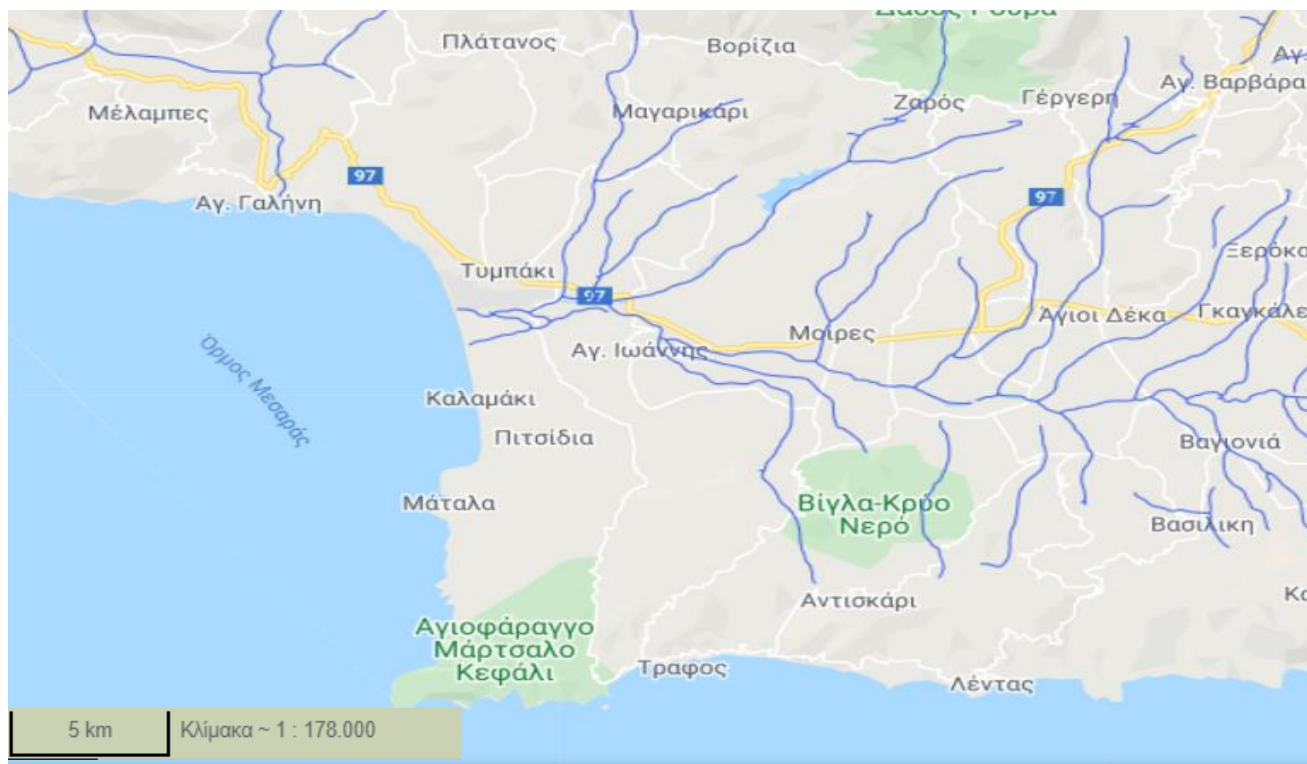 Πλάτανος
Βορίζια
Αγ. Βαρβάρα
Μέλαμπες
Μαγαρικάρι
Ζαρός
Γέργερη
97
Αγ. Γαλήνη
97
Τυμπάκι
97
Μοίρες
Άγιοι Δέκα
Αγ. Ιωάννης
Όρμος Μεσαράς
Καλαμάκι
Πιτσίδια
Βαγιονιά
Μάταλα
Βίγλα-Κρύο
Νερό
Βασιλικη
Αντισκάρι
Αγιοφάραγγο
Μάρτσαλο
Κεφάλι
Τραφος
Λέντας
5 km
Κλίμακα ~ 1 : 178.000